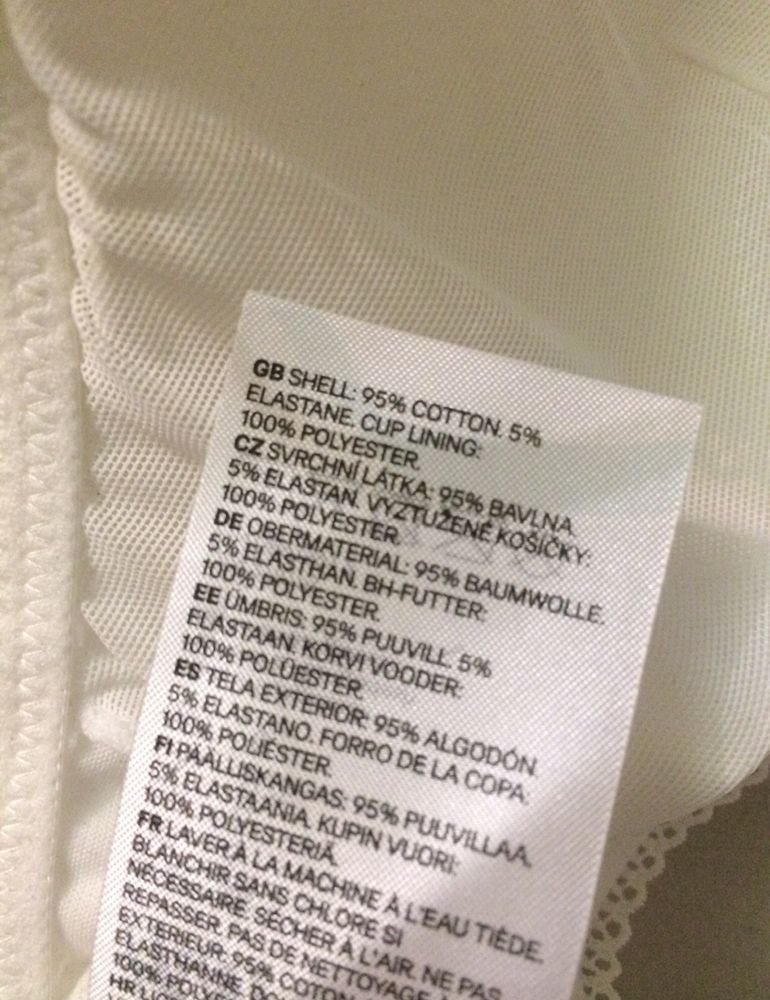 GB SHELL: 95% COTTON. 5%
ELASTANE. CUP LINING:
100% POLYESTER.
CZ SVRCHNÍ LÁTKA: 95% BAVLNA.
5% ELASTAN. VYZTUŽENÉ KOŠÍČKY:
100% POLYESTER.
DE OBERMATERIAL: 95% BAUMWOLLE.
5% ELASTHAN. BH-FUTTER:
100% POLYESTER.
EE ÜMBRIS: 95% PUUVILL. 5%
ELASTAAN. KORVI VOODER:
100% POLÜESTER.
ES TELA EXTERIOR: 95% ALGODÓN.
5% ELASTANO. FORRO DE LA COPA:
100% POLIÉSTER.
FI PÄÄLLISKANGAS: 95% PUUVILLAA.
5% ELASTAANIA. KUPIN VUORI:
100% POLYESTERIÄ.
FR LAVER À LA MACHINE À L'EAU TIÈDE.
BLANCHIR SANS CHLORE SI
NÉCESSAIRE. SÉCHER À L'AIR. NE PAS
REPASSER. PAS DE NETTOYAGE
EXTERIEUR: 95% COTON
ELASTHANNE.
100%
HR